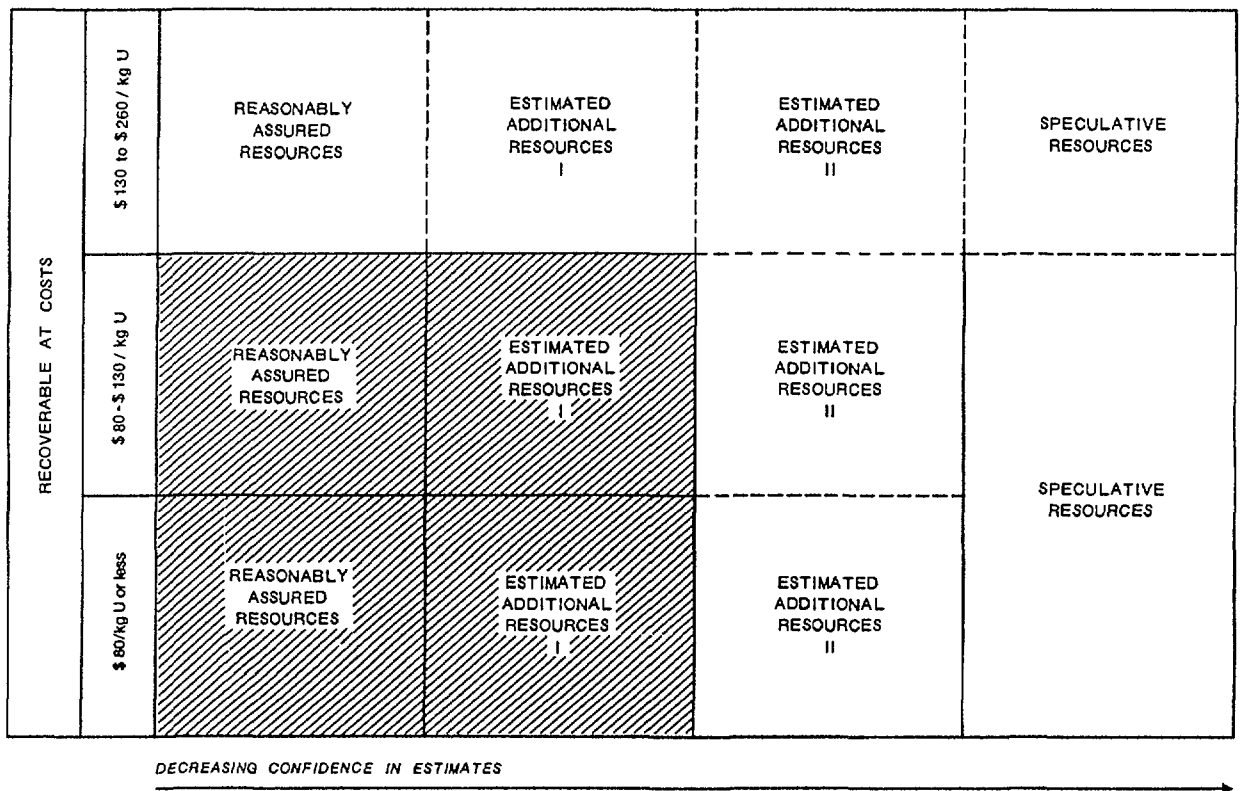 RECOVERABLE AT COSTS
$130 to $260 / kg U
REASONABLY
ASSURED
RESOURCES
ESTIMATED
ADDITIONAL
RESOURCES
I
ESTIMATED
ADDITIONAL
RESOURCES
II
SPECULATIVE
RESOURCES
$80-$130 / kg U
REASONABLY
ASSURED
RESOURCES
ESTIMATED
ADDITIONAL
RESOURCES
I
ESTIMATED
ADDITIONAL
RESOURCES
II
SPECULATIVE
RESOURCES
$80/kg U or less
REASONABLY
ASSURED
RESOURCES
ESTIMATED
ADDITIONAL
RESOURCES
I
ESTIMATED
ADDITIONAL
RESOURCES
II
DECREASING CONFIDENCE IN ESTIMATES